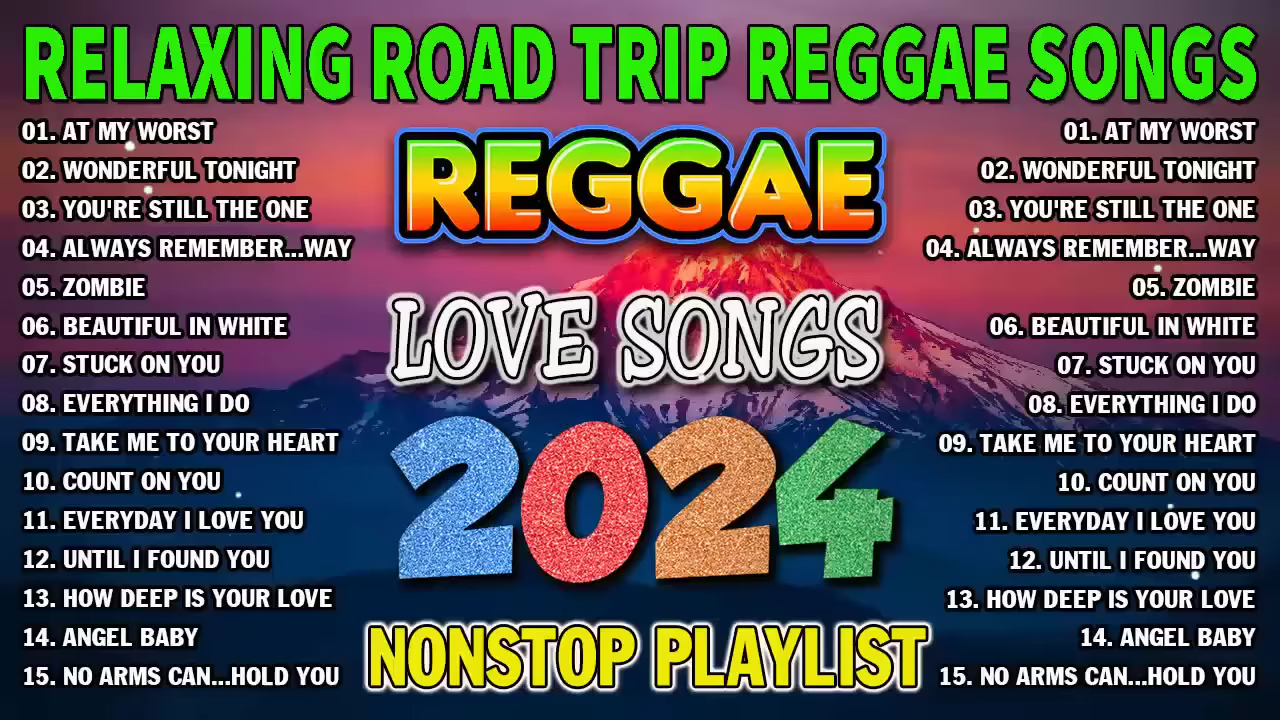 RELAXING ROAD TRIP REGGAE SONGS
01. AT MY WORST
02. WONDERFUL TONIGHT
03. YOU'RE STILL THE ONE
04. ALWAYS REMEMBER...WAY
05. ZOMBIE
06. BEAUTIFUL IN WHITE
07. STUCK ON YOU
08. EVERYTHING I DO
09. TAKE ME TO YOUR HEART
10. COUNT ON YOU
11. EVERYDAY I LOVE YOU
12. UNTIL I FOUND YOU
13. HOW DEEP IS YOUR LOVE
14. ANGEL BABY
15. NO ARMS CAN...HOLD YOU
REGGAE
LOVE SONGS
2024
NONSTOP PLAYLIST
01. AT MY WORST
02. WONDERFUL TONIGHT
03. YOU'RE STILL THE ONE
04. ALWAYS REMEMBER...WAY
05. ZOMBIE
06. BEAUTIFUL IN WHITE
07. STUCK ON YOU
08. EVERYTHING I DO
09. TAKE ME TO YOUR HEART
10. COUNT ON YOU
11. EVERYDAY I LOVE YOU
12. UNTIL I FOUND YOU
13. HOW DEEP IS YOUR LOVE
14. ANGEL BABY
15. NO ARMS CAN...HOLD YOU